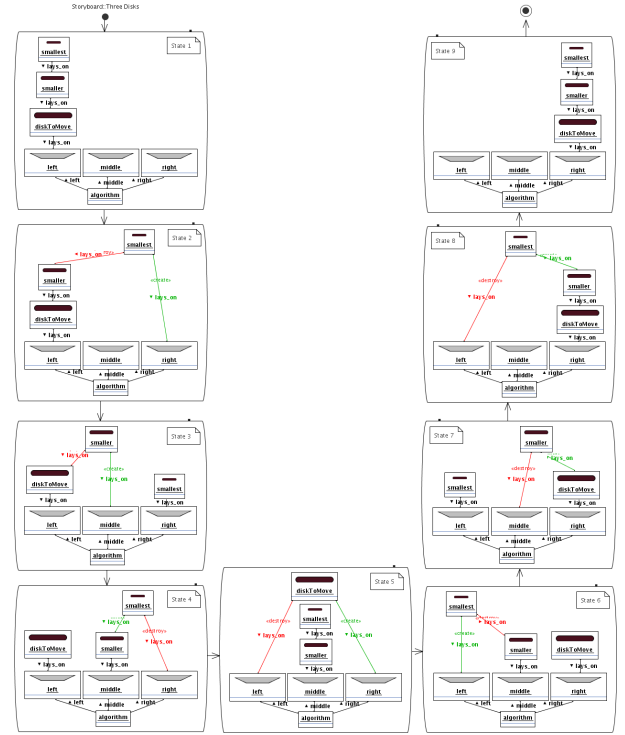 Storyboard: Three Disks
State 1
smallest
▼ lays_on
smaller
▼ lays_on
diskToMove
▼ lays_on
left
middle
right
▲ left
▲ middle
▲ right
algorithm
State 2
smallest
◄ lays_on
smaller
«create»
▼ lays_on
▼ lays_on
diskToMove
▼ lays_on
left
middle
right
▲ left
▲ middle
▲ right
algorithm
State 3
smaller
▼ lays_on
«create»
▼ lays_on
diskToMove
smallest
▼ lays_on
▼ lays_on
left
middle
right
▲ left
▲ middle
▲ right
algorithm
State 4
smallest
▼ lays_on
«destroy»
▼ lays_on
diskToMove
smaller
▼ lays_on
▼ lays_on
left
middle
right
▲ left
▲ middle
▲ right
algorithm
State 5
diskToMove
smallest
«destroy»
▼ lays_on
«create»
▼ lays_on
▼ lays_on
smaller
▼ lays_on
left
middle
right
▲ left
▲ middle
▲ right
algorithm
State 6
smallest
► lays_on
«create»
▼ lays_on
smaller
diskToMove
▼ lays_on
▼ lays_on
left
middle
right
▲ left
▲ middle
▲ right
algorithm
State 7
smaller
lays_on
«destroy»
▼ lays_on
smallest
diskToMove
▼ lays_on
▼ lays_on
left
middle
right
▲ left
▲ middle
▲ right
algorithm
State 8
smallest
lays_on
«destroy»
▼ lays_on
smaller
▼ lays_on
diskToMove
▼ lays_on
left
middle
right
▲ left
▲ middle
▲ right
algorithm
State 9
smallest
▼ lays_on
smaller
▼ lays_on
diskToMove
▼ lays_on
left
middle
right
▲ left
▲ middle
▲ right
algorithm